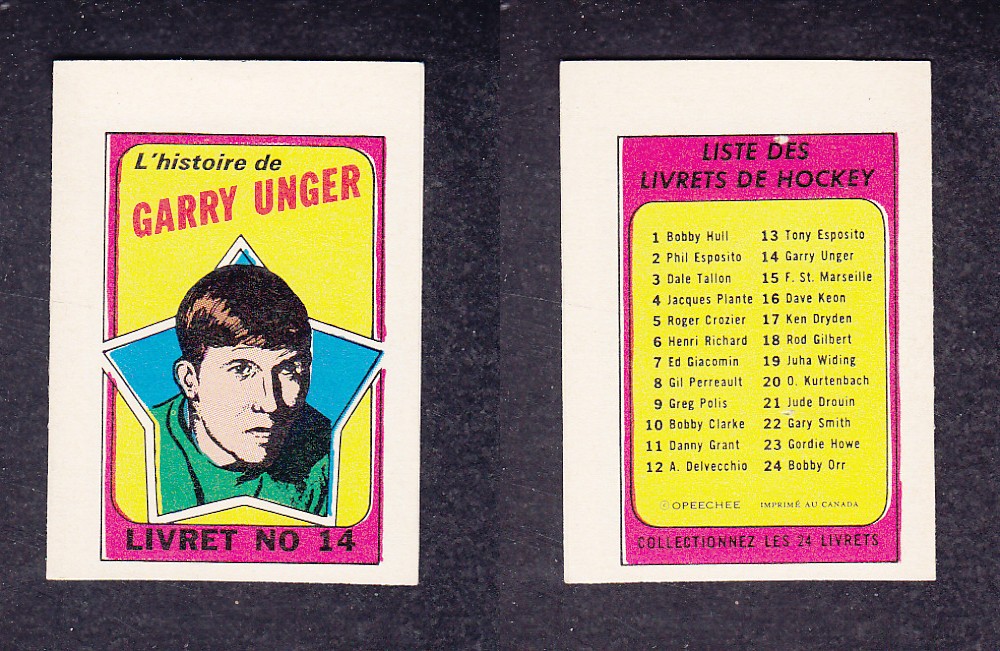 L'histoire de
GARRY UNGER
LIVRET NO 14
LISTE DES
LIVRETS DE HOCKEY
1 Bobby Hull
2 Phil Esposito
3 Dale Tallon
4 Jacques Plante
5 Roger Crozier
6 Henri Richard
7 Ed Giacomin
8 Gil Perreault
9 Greg Polis
10 Bobby Clarke
11 Danny Grant
12 A. Delvecchio
13 Tony Esposito
14 Garry Unger
15 F. St. Marseille
16 Dave Keon
17 Ken Dryden
18 Rod Gilbert
19 Juha Widing
20 O. Kurtenbach
21 Jude Drouin
22 Gary Smith
23 Gordie Howe
24 Bobby Orr
© OPEECHEE IMPRIMÉ AU CANADA
COLLECTIONNEZ LES 24 LIVRETS